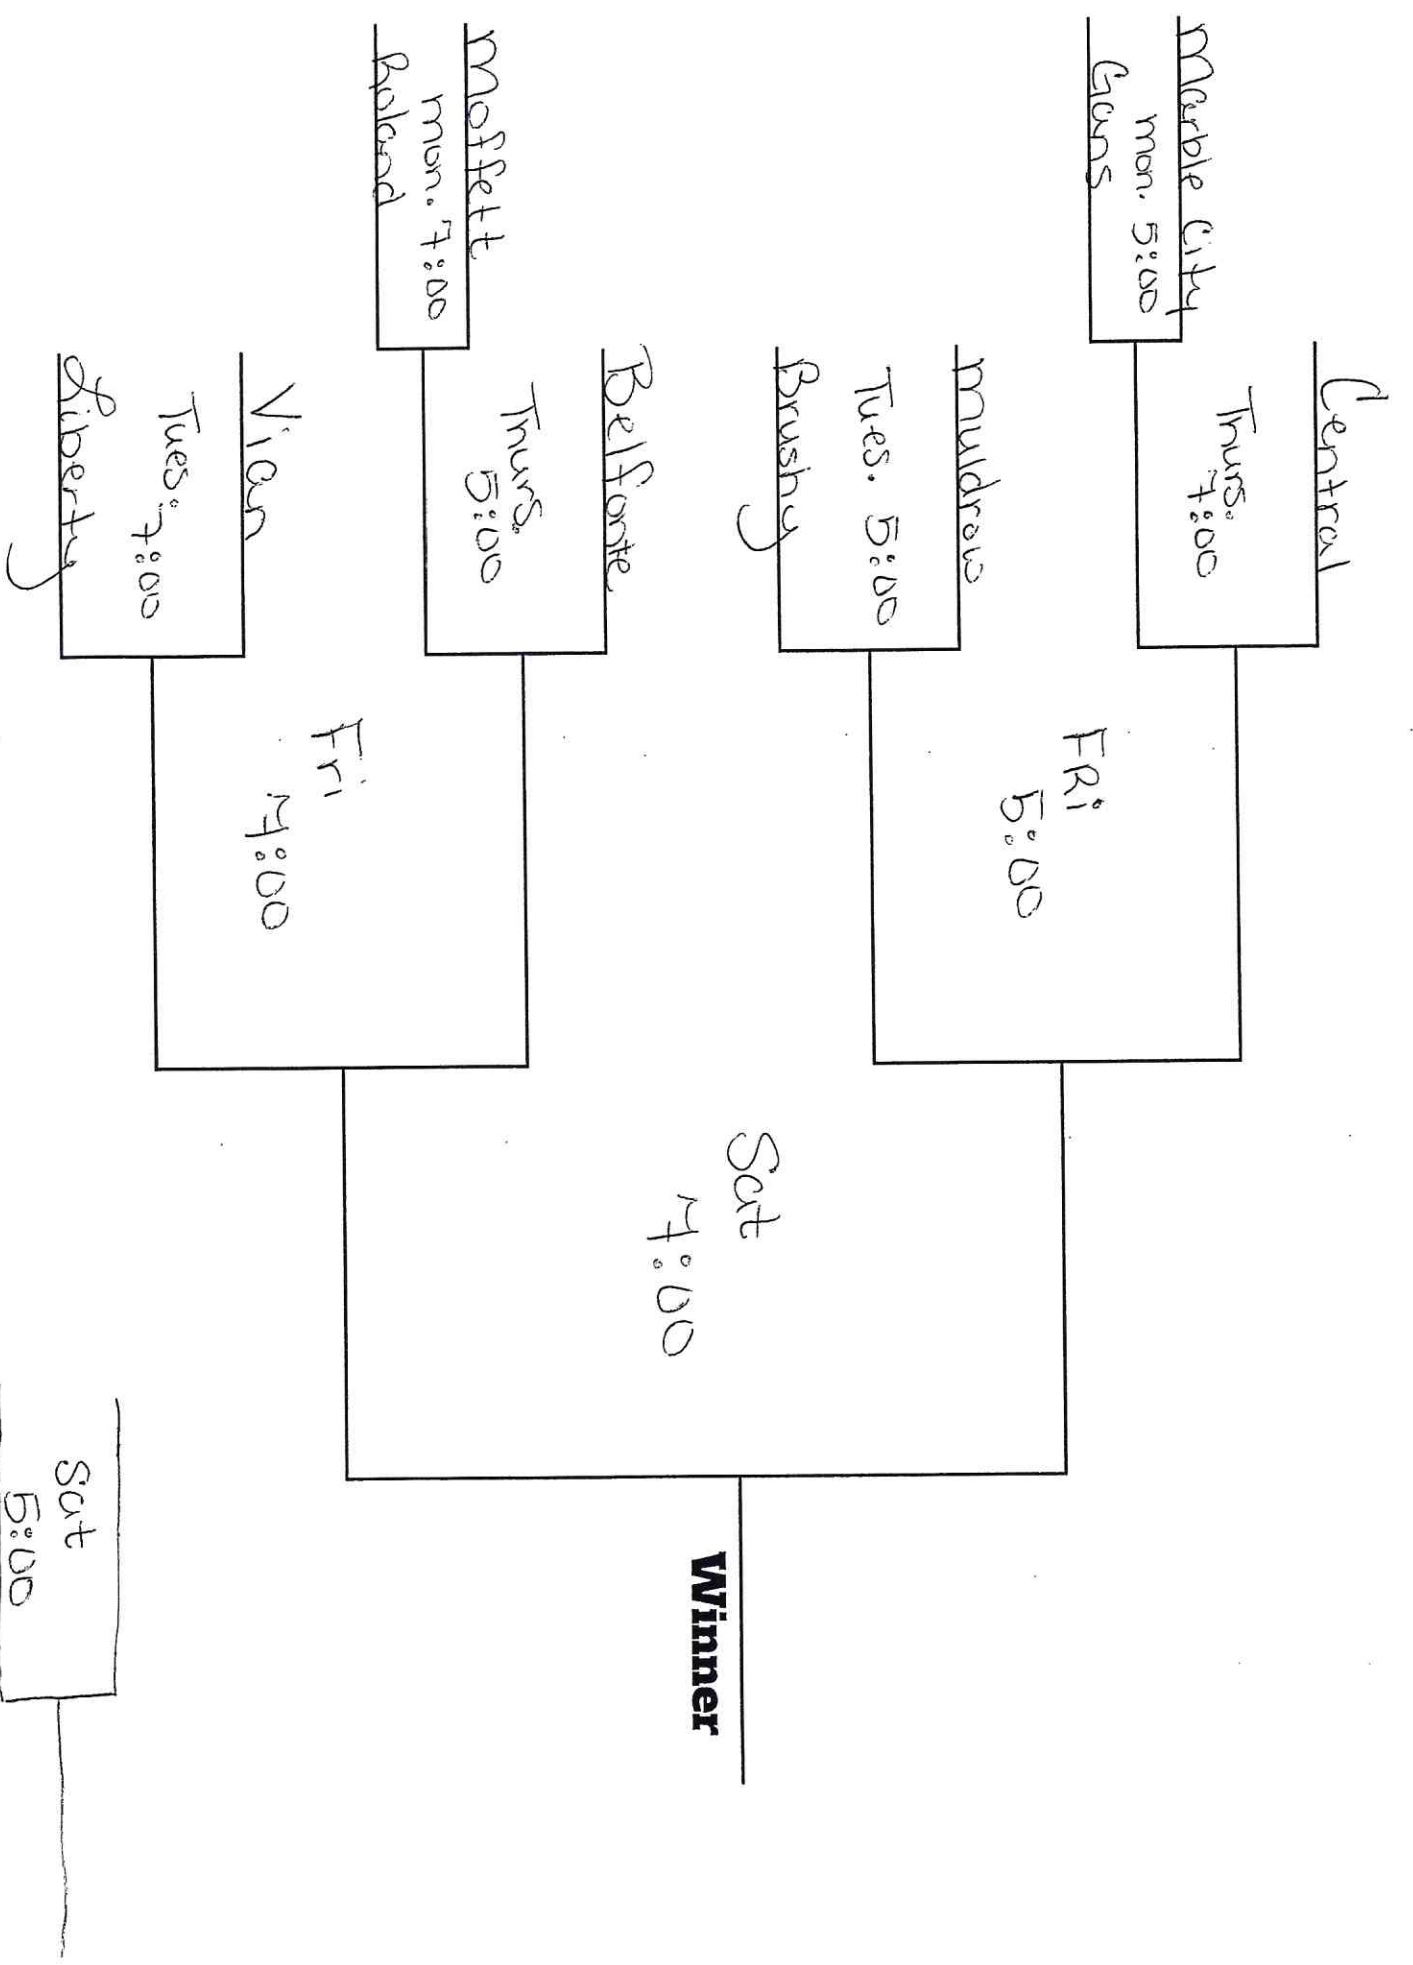 Central
Thurs.
7:00
Marble City
mon. 5:00
Gans
FRi
5:00
muldrow
Tues. 5:00
Brushy
Sat
7:00
Winner
Belfonte
Thurs.
5:00
Moffett
mon. 7:00
Roland
Fri
7:00
Vian
Tues. 7:00
Liberty
Sat
5:00